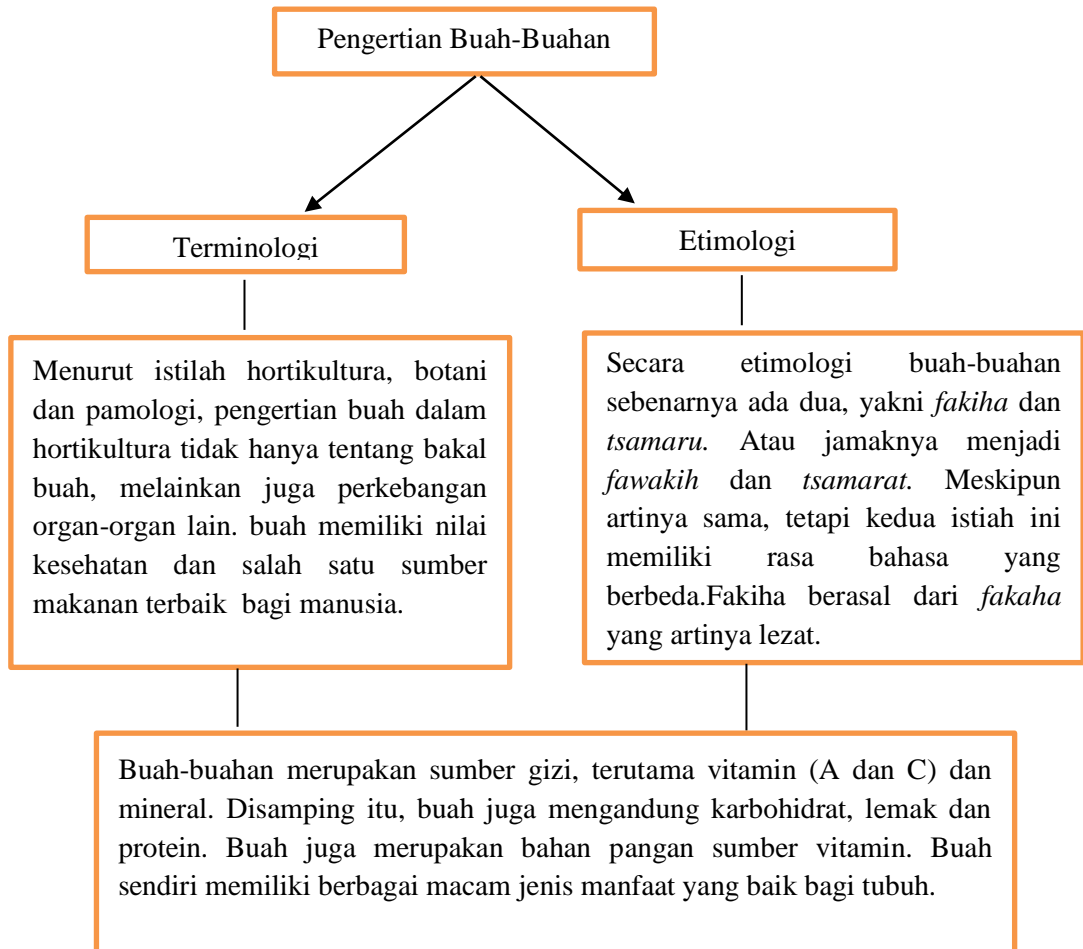 Pengertian Buah-Buahan
Terminologi
Etimologi
Menurut istilah hortikultura, botani
dan pamologi, pengertian buah dalam
hortikultura tidak hanya tentang bakal
buah, melainkan juga perkebangan
organ-organ lain. buah memiliki nilai
kesehatan dan salah satu sumber
makanan terbaik bagi manusia.
Secara etimologi buah-buahan
sebenarnya ada dua, yakni fakiha dan
tsamaru. Atau jamaknya menjadi
fawakih dan tsamarat. Meskipun
artinya sama, tetapi kedua istiah ini
memiliki rasa bahasa yang
berbeda.Fakiha berasal dari fakaha
yang artinya lezat.
Buah-buahan merupakan sumber gizi, terutama vitamin (A dan C) dan
mineral. Disamping itu, buah juga mengandung karbohidrat, lemak dan
protein. Buah juga merupakan bahan pangan sumber vitamin. Buah
sendiri memiliki berbagai macam jenis manfaat yang baik bagi tubuh.